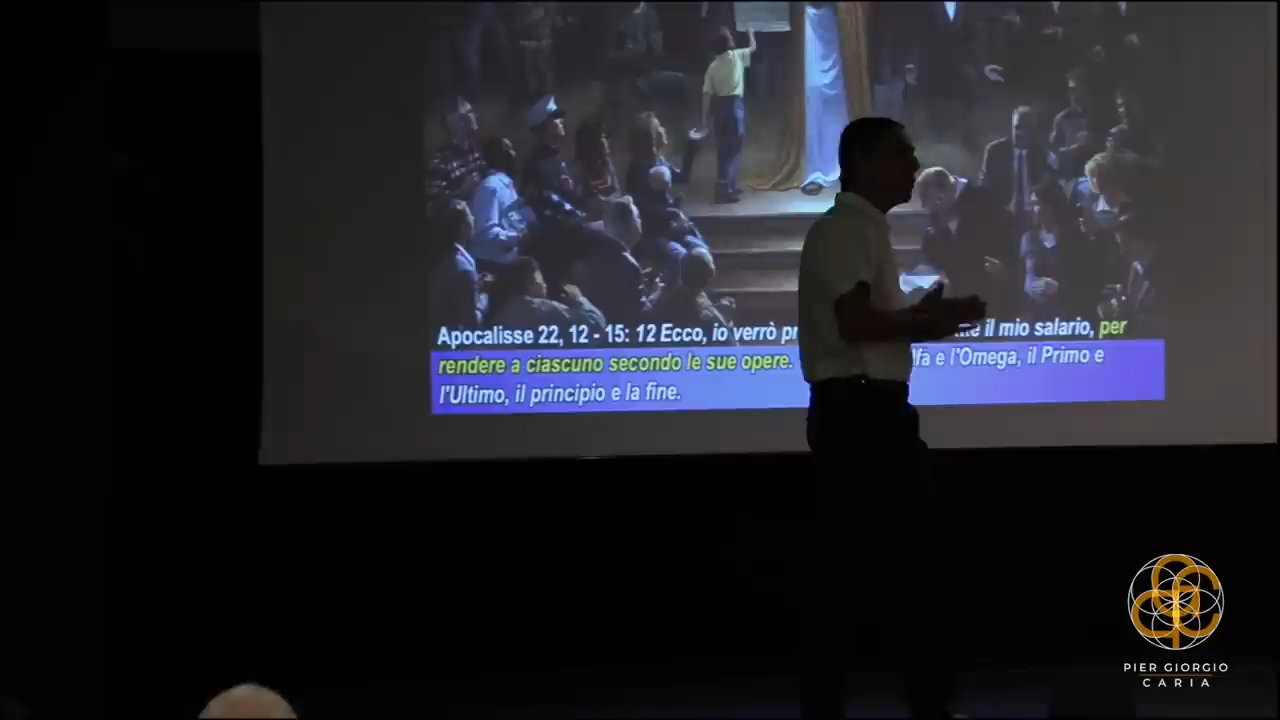 Apocalisse 22, 12 - 15: 12 Ecco, io verrò il mio salario, per
rendere a ciascuno secondo le sue opere. e l'Omega, il Primo e
l'Ultimo, il principio e la fine.
PIER GIORGIO
CARIA